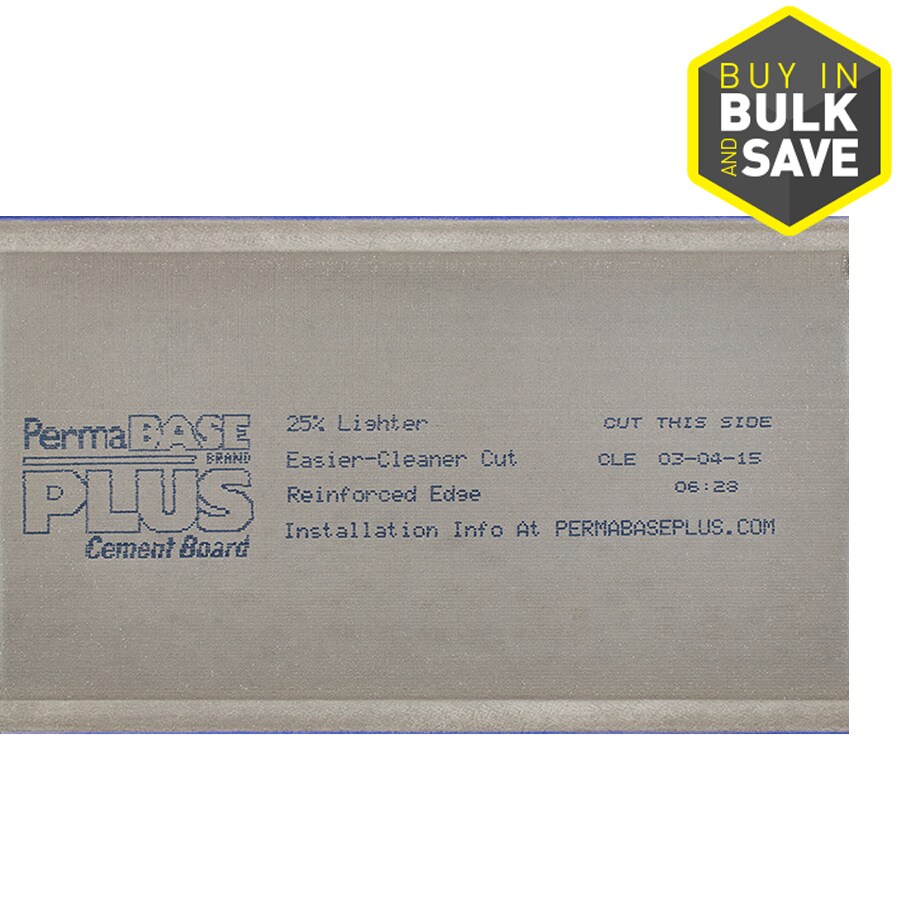 BUY IN
BULK
AND SAVE
PermaBASE
BRAND
PLUS
Cement Board
25% Lighter
Easier-Cleaner Cut
Reinforced Edge
Installation Info At PERMABASEPLUS.COM
CUT THIS SIDE
CLE 03-04-15
06:28